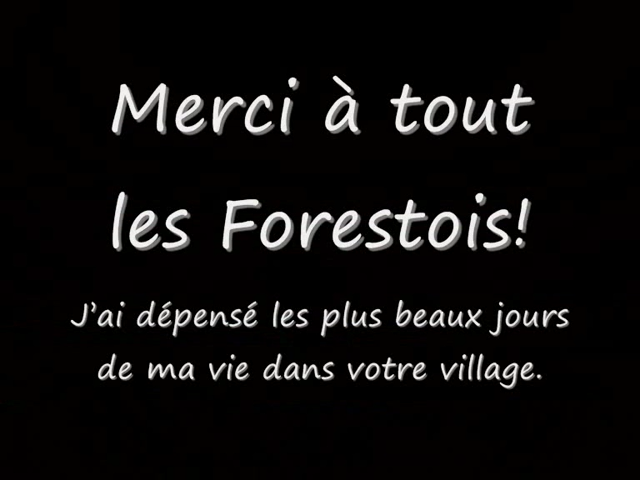 Merci à tout
les Forestois!
J'ai dépensé les plus beaux jours
de ma vie dans votre village.